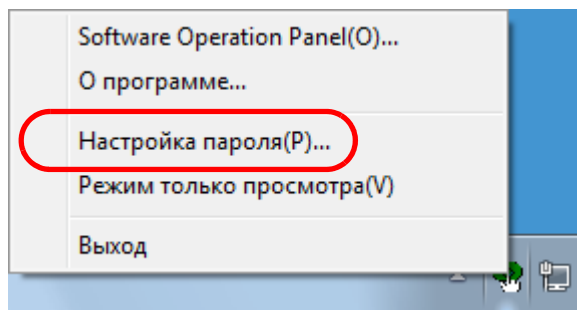 Software Operation Panel(O)...
О программе...
Настройка пароля(P)...
Режим только просмотра(V)
Выход